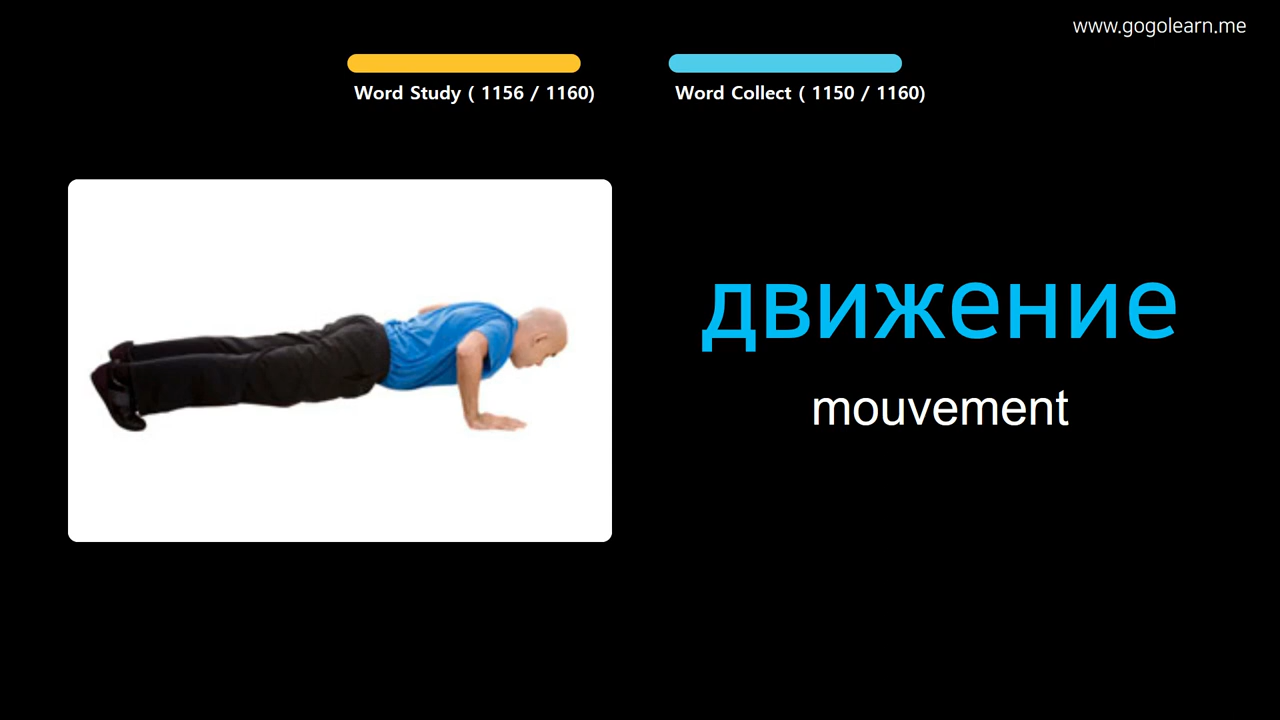 www.gogolearn.me
Word Study ( 1156 / 1160)
Word Collect ( 1150 / 1160)
движение
mouvement